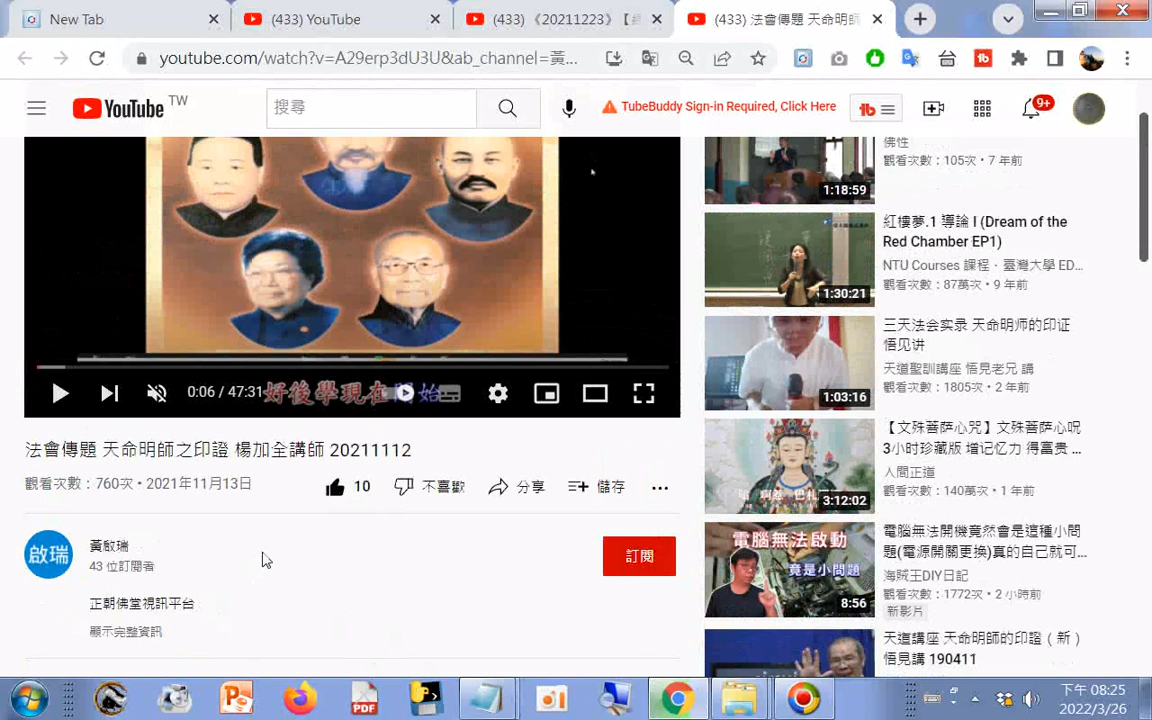 New Tab
(433) YouTube
(433) 《20211223》【
(433) 法會傳題 天命明師
youtube.com/watch?v=A29erp3dU3U&ab_channel=黃...
YouTube TW
搜尋
TubeBuddy Sign-in Required, Click Here
tb
9+
0:06 / 47:31
好後學現在開始
法會傳題 天命明師之印證 楊加全講師 20211112
觀看次數：760次・2021年11月13日
10
不喜歡
分享
儲存
啟瑞
黃啟瑞
43 位訂閱者
訂閱
正朝佛堂視訊平台
顯示完整資訊
佛性
觀看次數：105次・7 年前
1:18:59
紅樓夢.1 導論 I (Dream of the
Red Chamber EP1)
NTU Courses 課程．臺灣大學 ED...
觀看次數：87萬次・9 年前
1:30:21
三天法会实录 天命明师的印证
悟见讲
天道聖訓講座 悟見老兄 講
觀看次數：1805次・2 年前
1:03:16
【文殊菩萨心咒】文殊菩萨心呪
3小时珍藏版 增记忆力 得富贵 ...
人間正道
觀看次數：140萬次・1 年前
3:12:02
電腦無法開機竟然會是這種小問
題(電源開關更換)真的自己就可...
海賊王DIY日記
觀看次數：1772次・2 小時前
新影片
電腦無法啟動
竟是小問題
8:56
天道講座 天命明師的印證（新）
悟見講 190411
PDF
下午 08:25
2022/3/26